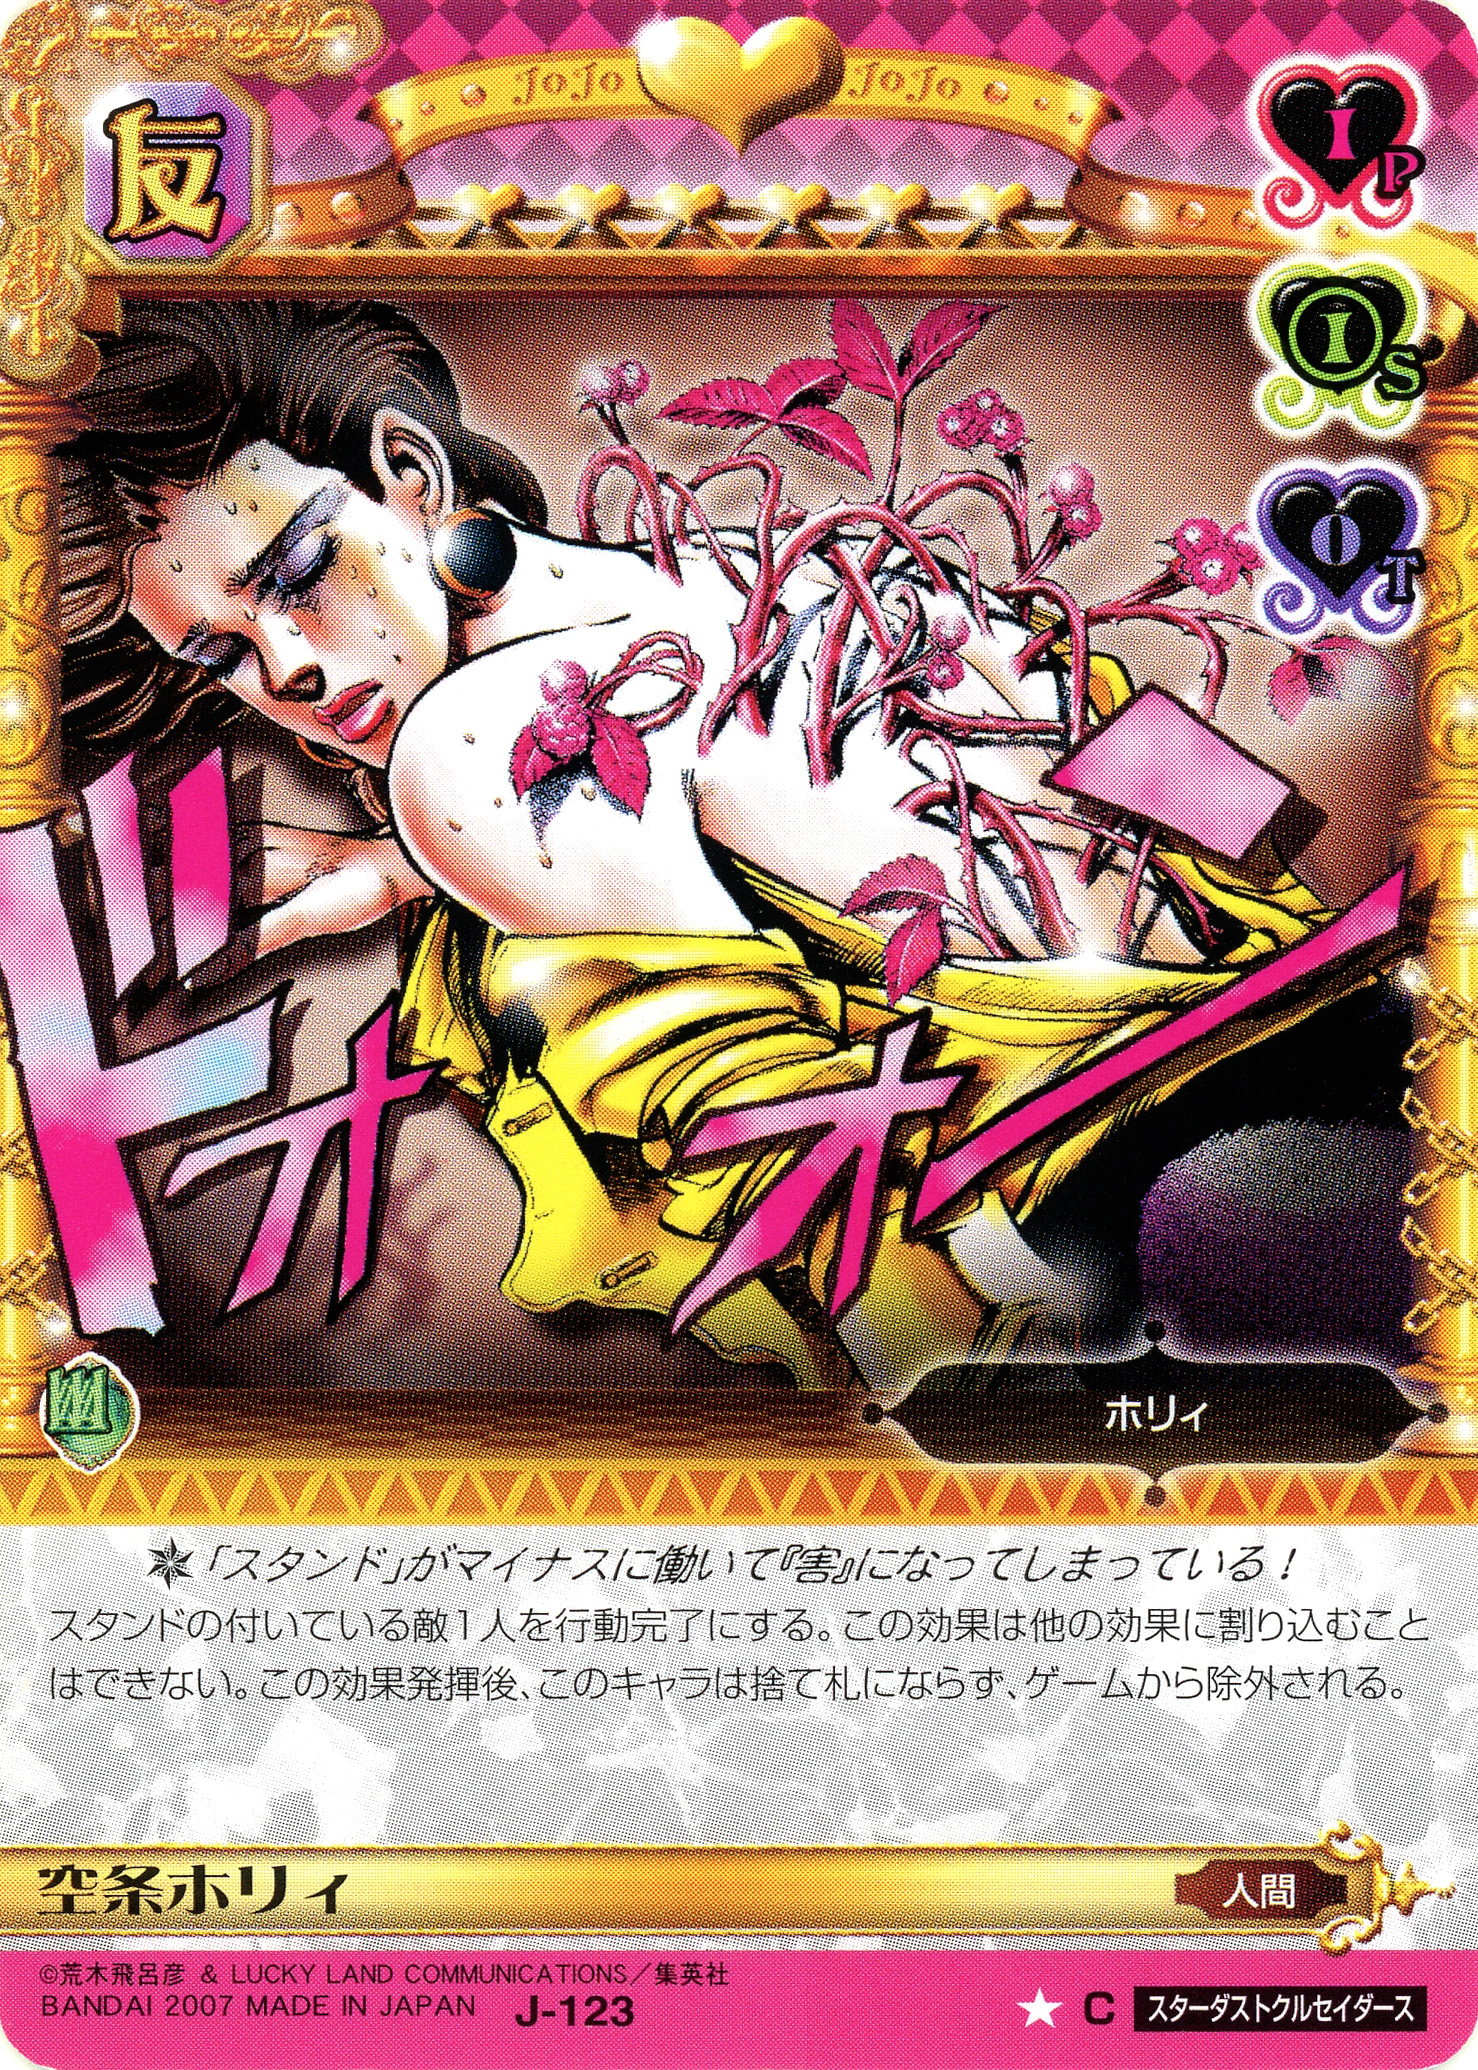 JoJo JoJo
反
1 P
1 S
0 T
ドオオン
M
ホリィ
「スタンド」がマイナスに働いて『害』になってしまっている！
スタンドの付いている敵1人を行動完了にする。この効果は他の効果に割り込むこと
はできない。この効果発揮後、このキャラは捨て札にならず、ゲームから除外される。
空条ホリィ
人間
©荒木飛呂彦 & LUCKY LAND COMMUNICATIONS／集英社
BANDAI 2007 MADE IN JAPAN J-123 ★ C スターダストクルセイダース